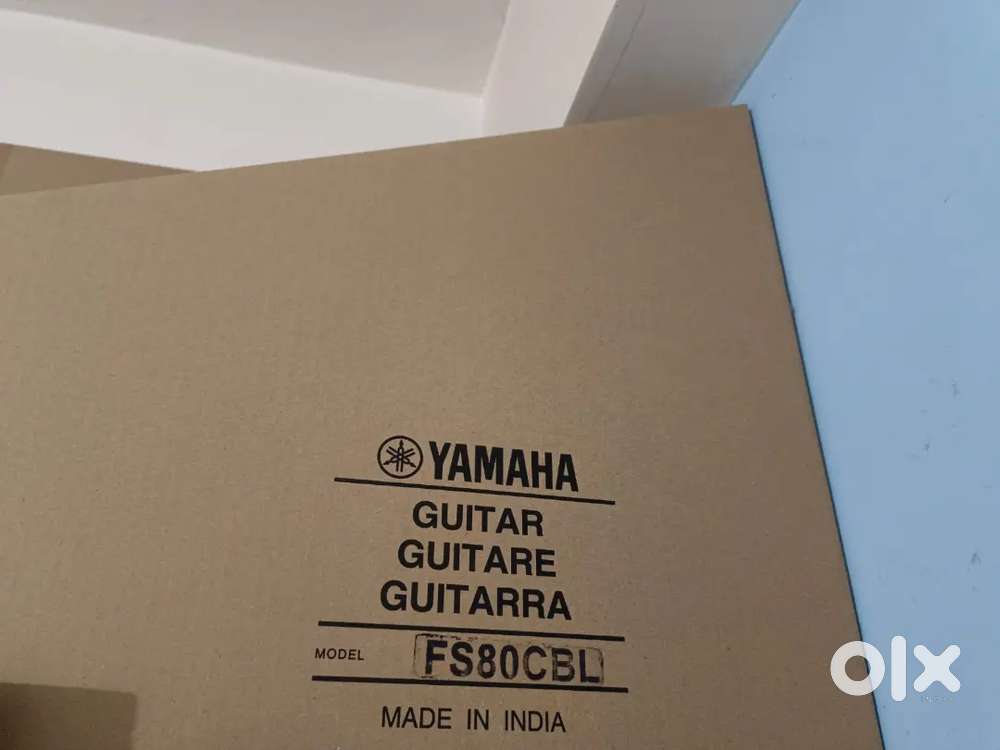 YAMAHA
GUITAR
GUITARE
GUITARRA
MODEL FS80CBL
MADE IN INDIA
olx